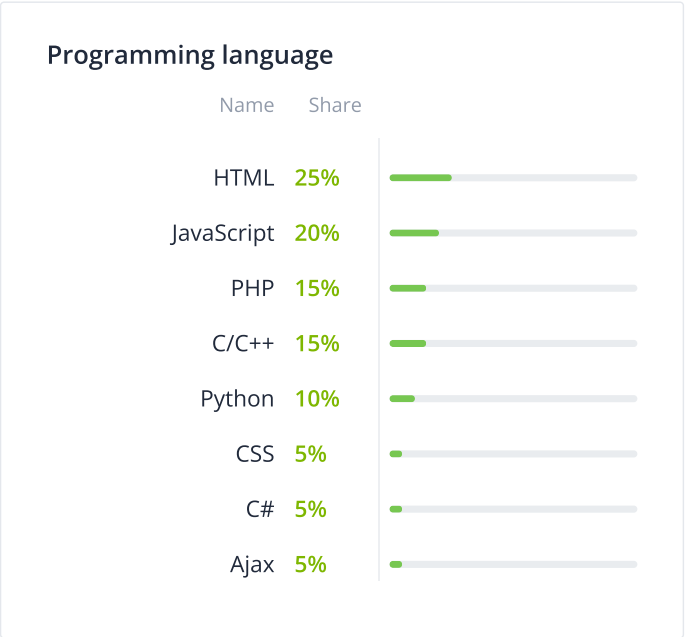 Programming language
Name Share
HTML 25%
JavaScript 20%
PHP 15%
C/C++ 15%
Python 10%
CSS 5%
C# 5%
Ajax 5%